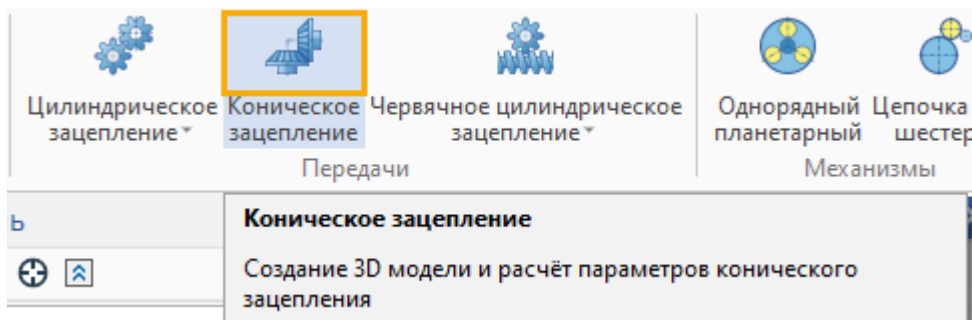 Цилиндрическое зацепление
Коническое зацепление
Червячное цилиндрическое зацепление
Однорядный планетарный
Цепочка
Передачи
Механизмы
Коническое зацепление
Создание 3D модели и расчёт параметров конического
зацепления